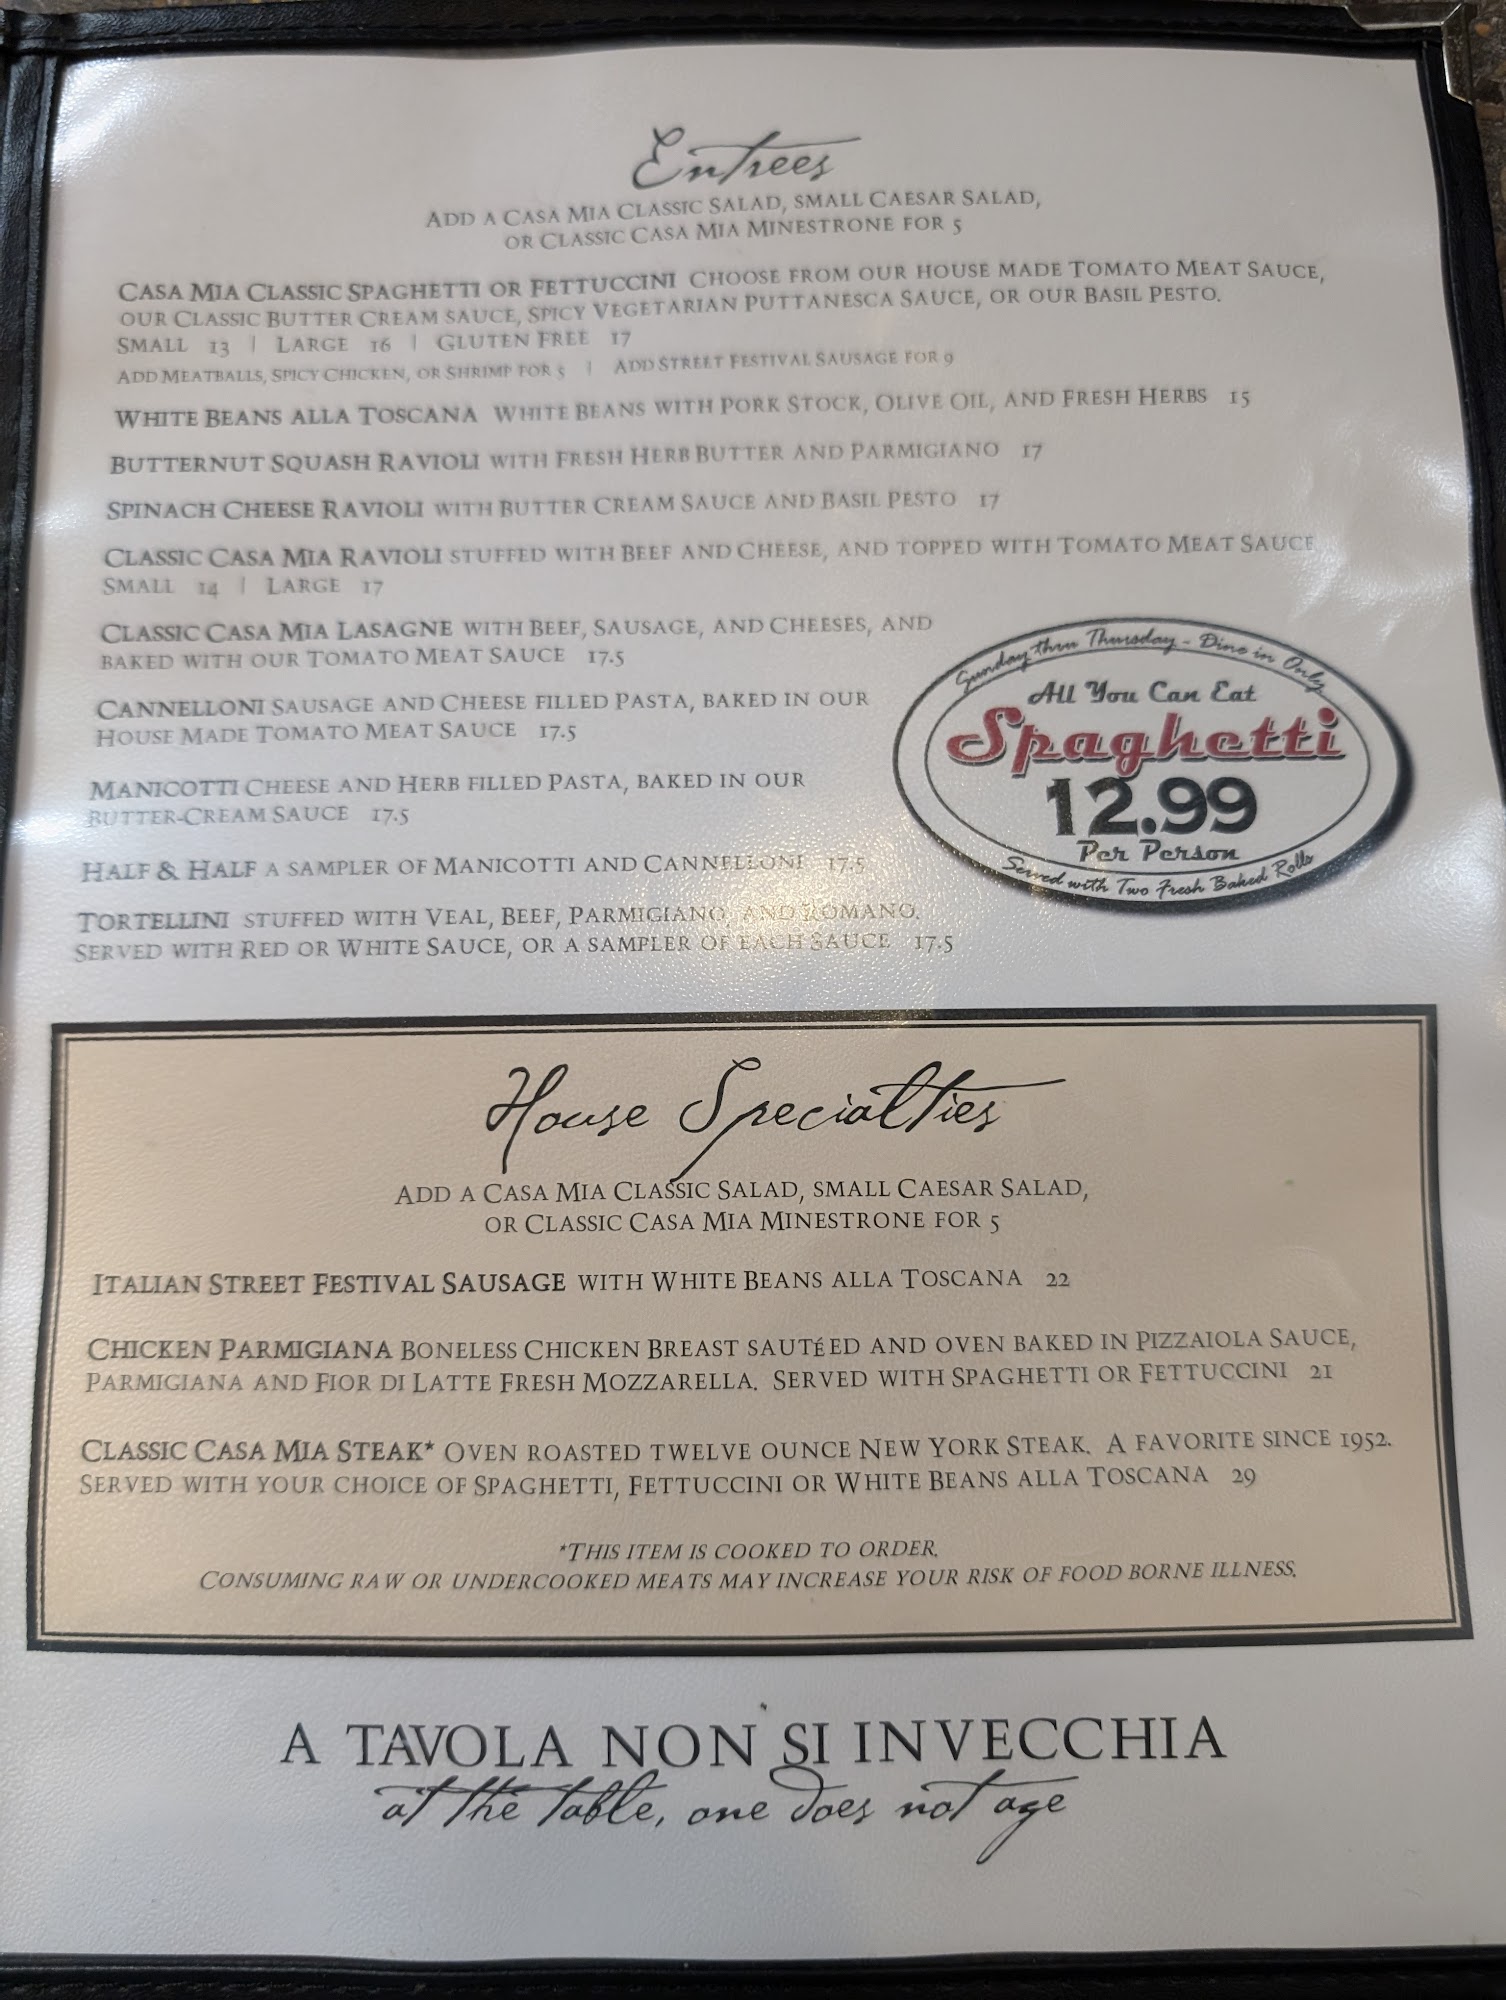 Entrees
ADD A CASA MIA CLASSIC SALAD, SMALL CAESAR SALAD,
OR CLASSIC CASA MIA MINESTRONE FOR 5
CASA MIA CLASSIC SPAGHETTI OR FETTUCCINI CHOOSE FROM OUR HOUSE MADE TOMATO MEAT SAUCE,
OUR CLASSIC BUTTER CREAM SAUCE, SPICY VEGETARIAN PUTTANESCA SAUCE, OR OUR BASIL PESTO.
SMALL 13 | LARGE 16 | GLUTEN FREE 17
ADD MEATBALLS, SPICY CHICKEN, OR SHRIMP FOR 5 | ADD STREET FESTIVAL SAUSAGE FOR 9
WHITE BEANS ALLA TOSCANA WHITE BEANS WITH PORK STOCK, OLIVE OIL, AND FRESH HERBS 15
BUTTERNUT SQUASH RAVIOLI WITH FRESH HERB BUTTER AND PARMIGIANO 17
SPINACH CHEESE RAVIOLI WITH BUTTER CREAM SAUCE AND BASIL PESTO 17
CLASSIC CASA MIA RAVIOLI STUFFED WITH BEEF AND CHEESE, AND TOPPED WITH TOMATO MEAT SAUCE
SMALL 14 | LARGE 17
CLASSIC CASA MIA LASAGNE WITH BEEF, SAUSAGE, AND CHEESES, AND
BAKED WITH OUR TOMATO MEAT SAUCE 17.5
CANNELLONI SAUSAGE AND CHEESE FILLED PASTA, BAKED IN OUR
HOUSE MADE TOMATO MEAT SAUCE 17.5
MANICOTTI CHEESE AND HERB FILLED PASTA, BAKED IN OUR
BUTTER-CREAM SAUCE 17.5
HALF & HALF A SAMPLER OF MANICOTTI AND CANNELLONI 17.5
TORTELLINI STUFFED WITH VEAL, BEEF, PARMIGIANO, AND ROMANO.
SERVED WITH RED OR WHITE SAUCE, OR A SAMPLER OF EACH SAUCE 17.5
Sunday thru Thursday - Dine in Only
All You Can Eat
Spaghetti
12.99
Per Person
Served with Two Fresh Baked Rolls
House Specialties
ADD A CASA MIA CLASSIC SALAD, SMALL CAESAR SALAD,
OR CLASSIC CASA MIA MINESTRONE FOR 5
ITALIAN STREET FESTIVAL SAUSAGE WITH WHITE BEANS ALLA TOSCANA 22
CHICKEN PARMIGIANA BONELESS CHICKEN BREAST SAUTÉED AND OVEN BAKED IN PIZZAIOLA SAUCE,
PARMIGIANA AND FIOR DI LATTE FRESH MOZZARELLA. SERVED WITH SPAGHETTI OR FETTUCCINI 21
CLASSIC CASA MIA STEAK* OVEN ROASTED TWELVE OUNCE NEW YORK STEAK. A FAVORITE SINCE 1952.
SERVED WITH YOUR CHOICE OF SPAGHETTI, FETTUCCINI OR WHITE BEANS ALLA TOSCANA 29
*THIS ITEM IS COOKED TO ORDER.
CONSUMING RAW OR UNDERCOOKED MEATS MAY INCREASE YOUR RISK OF FOOD BORNE ILLNESS.
A TAVOLA NON SI INVECCHIA
at the table, one does not age